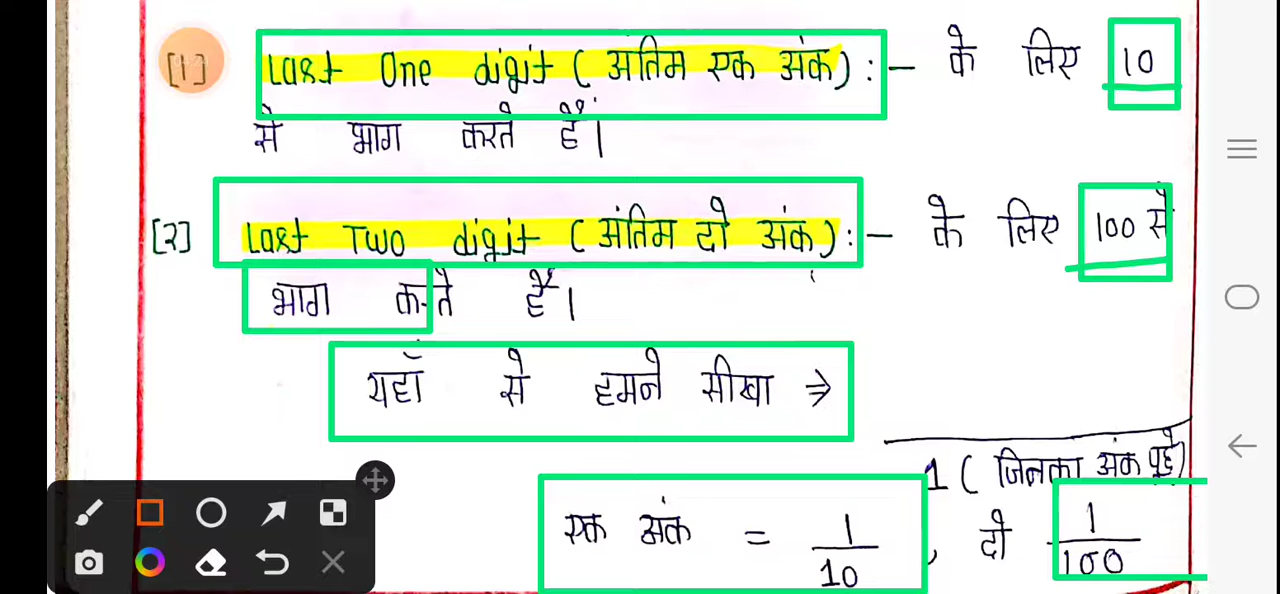 [1] Last One digit ( अंतिम एक अंक) :- के लिए 10
से भाग करते हैं।
[2] Last Two digit ( अंतिम दो अंक) :- के लिए 100 से
भाग करते हैं।
यहाँ से हमने सीखा ⇒
1 ( जिनका अंक पूछे)
एक अंक = 1/10 , दो 1/100